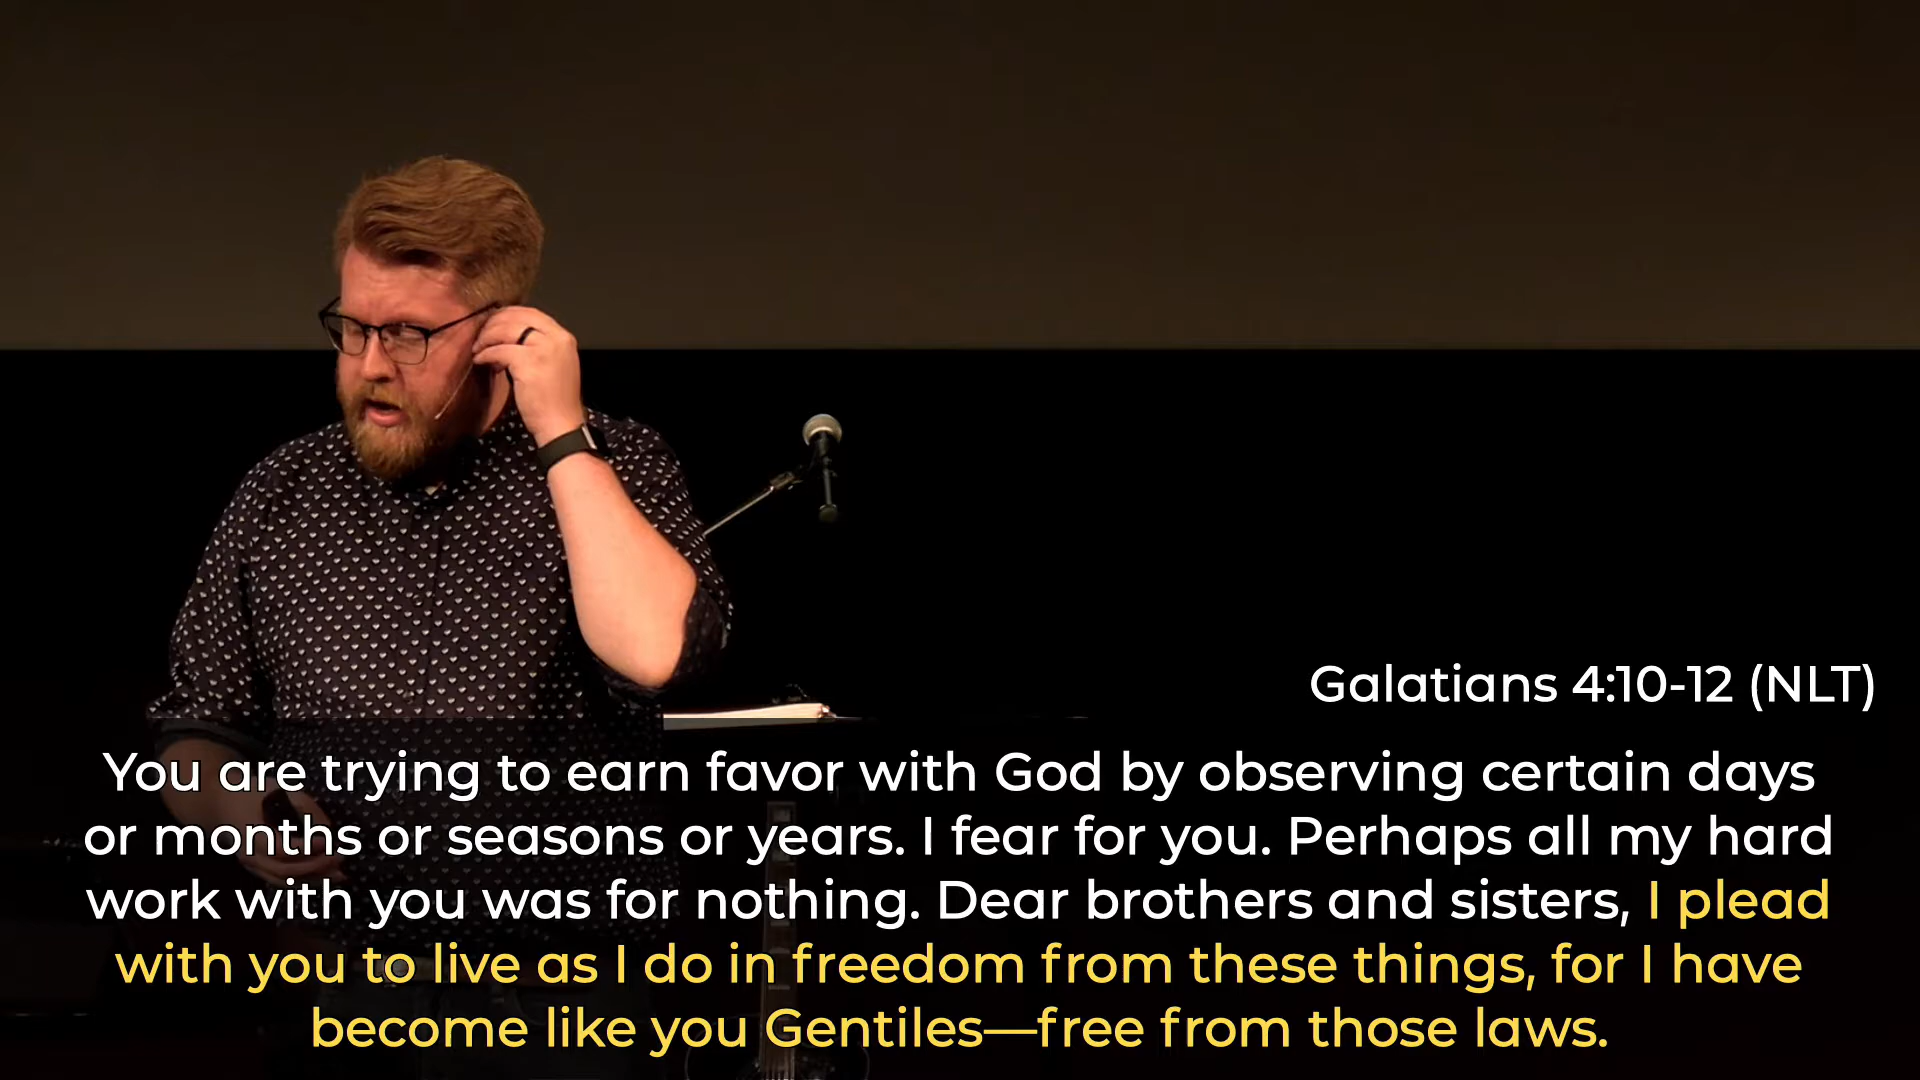 Galatians 4:10-12 (NLT)
You are trying to earn favor with God by observing certain days
or months or seasons or years. I fear for you. Perhaps all my hard
work with you was for nothing. Dear brothers and sisters, I plead
with you to live as I do in freedom from these things, for I have
become like you Gentiles—free from those laws.